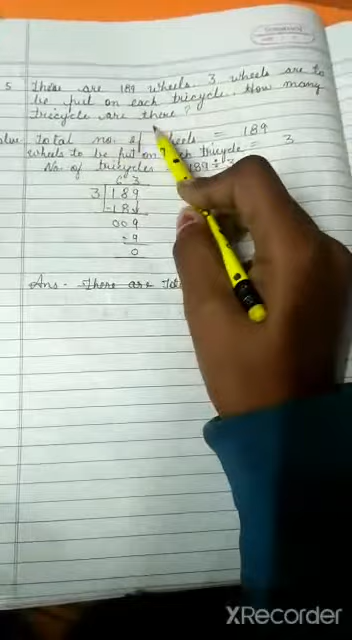 5 There are 189 wheels. 3 wheels are to
be put on each tricycle. How many
tricycle are there?
Total no. of wheels = 189
wheels to be put on each tricycle = 3
No. of tricycles 189 ÷ 3
63
3 189
-18↓
009
-9
0
Ans. There are
XRecorder